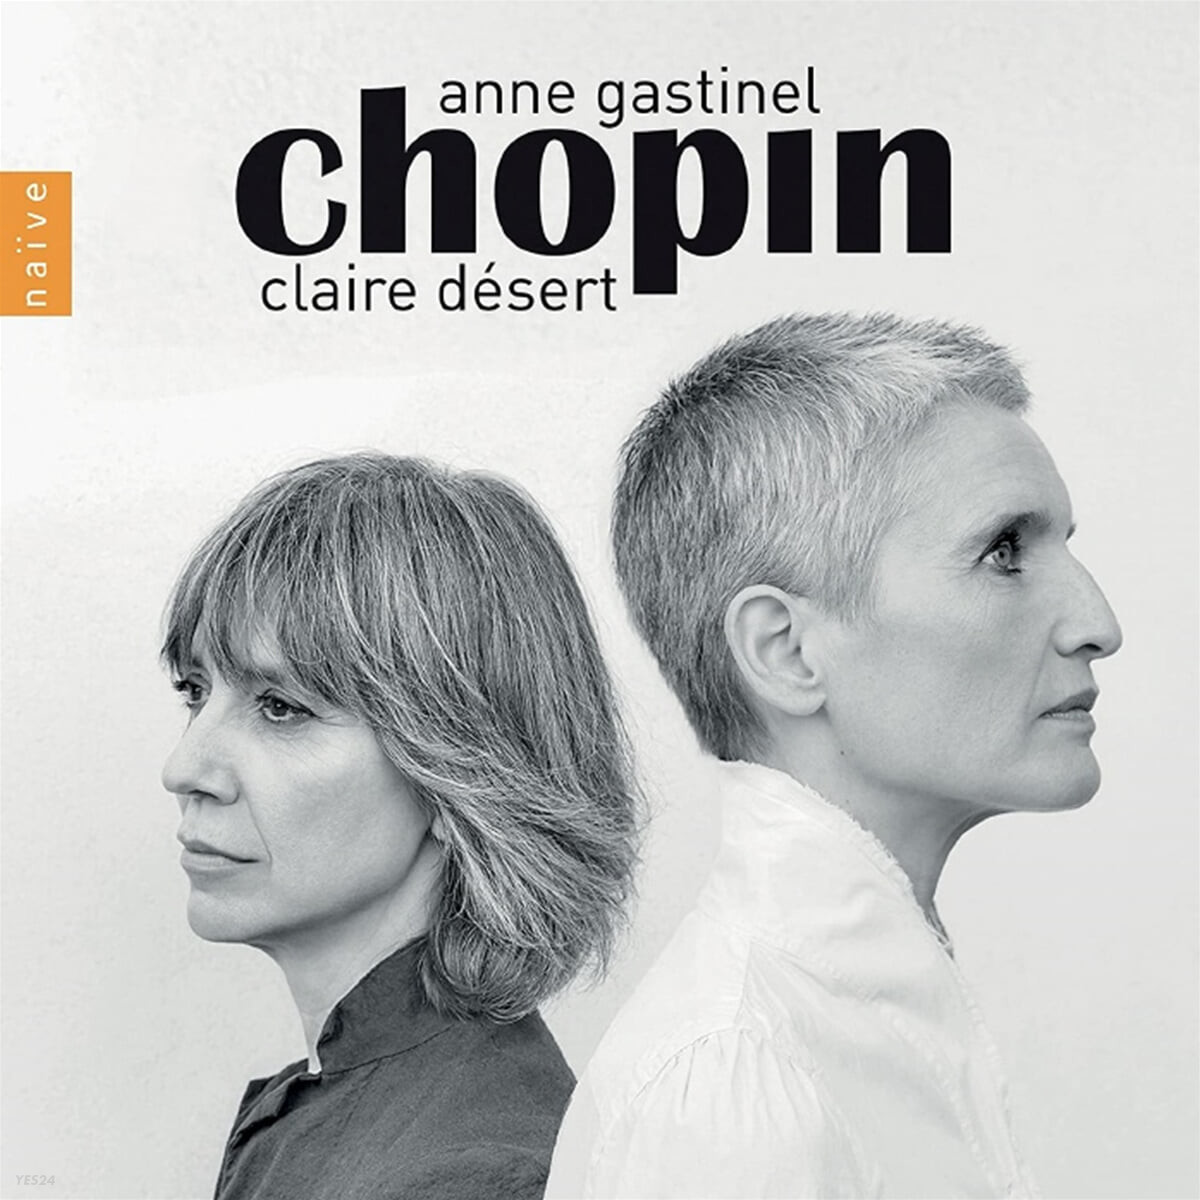 anne gastinel
chopin
claire désert
naïve
YES24